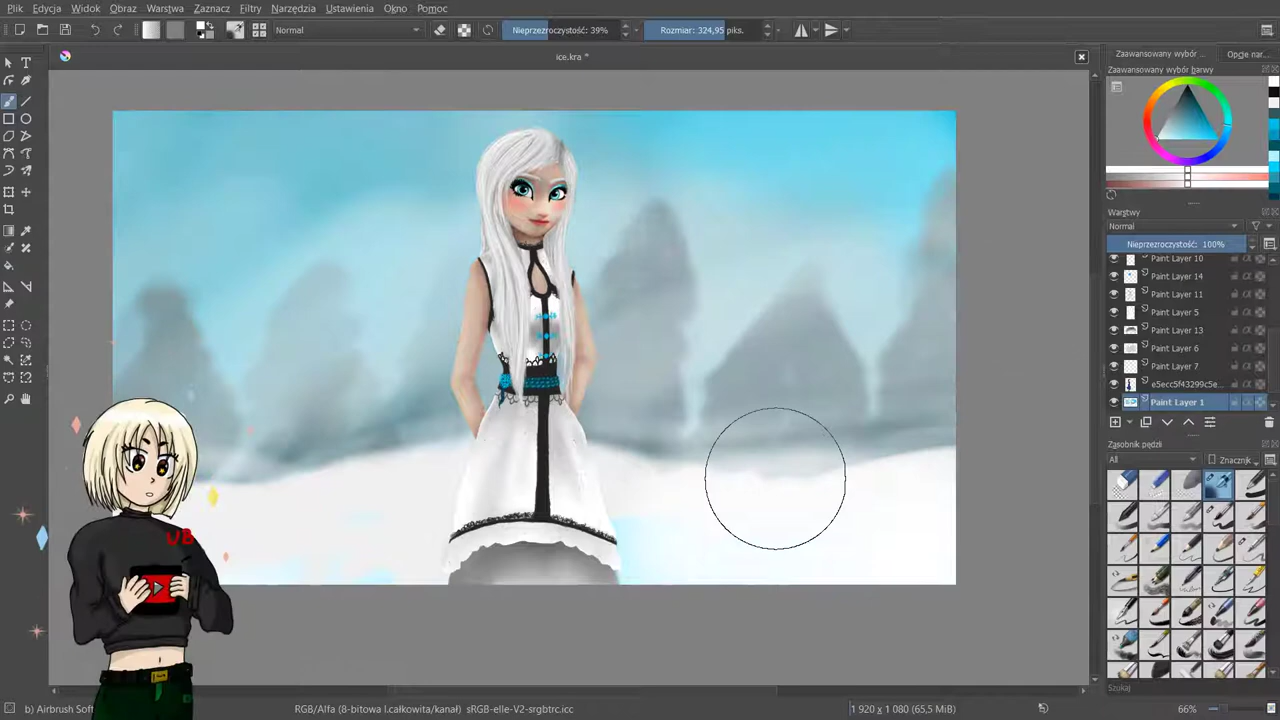 Plik Edycja Widok Obraz Warstwa Zaznacz Filtry Narzędzia Ustawienia Okno Pomoc
Normal Nieprzezroczystość: 39% Rozmiar: 324,95 piks.
ice.kra *
Zaawansowany wybór
Opcje nar...
Zaawansowany wybór barwy
Warstwy
Normal
Nieprzezroczystość: 100%
Paint Layer 10
Paint Layer 14
Paint Layer 11
Paint Layer 5
Paint Layer 13
Paint Layer 6
Paint Layer 7
e5ecc5f43299c5e...
Paint Layer 1
Zasobnik pędzli
All Znacznik
UB
Szukaj
b) Airbrush Soft RGB/Alfa (8-bitowa l.całkowita/kanał) sRGB-elle-V2-srgbtrc.icc 1 920 x 1 080 (65,5 MiB) 66%